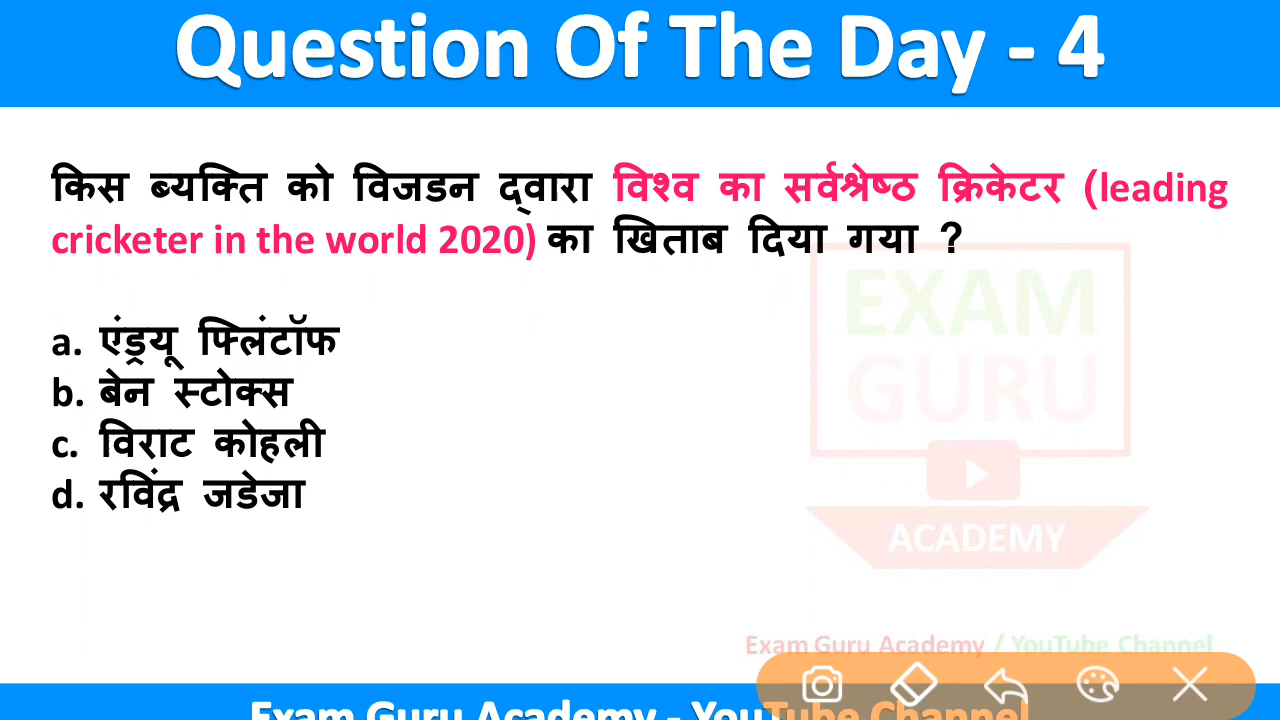 Question Of The Day - 4
किस ब्यक्ति को विजडन द्वारा विश्व का सर्वश्रेष्ठ क्रिकेटर (leading
cricketer in the world 2020) का खिताब दिया गया ?
a. एंड्रयू फ्लिंटॉफ
b. बेन स्टोक्स
c. विराट कोहली
d. रविंद्र जडेजा
EXAM
GURU
ACADEMY
Exam Guru Academy / YouTube Channel
Exam Guru Academy - YouTube Channel